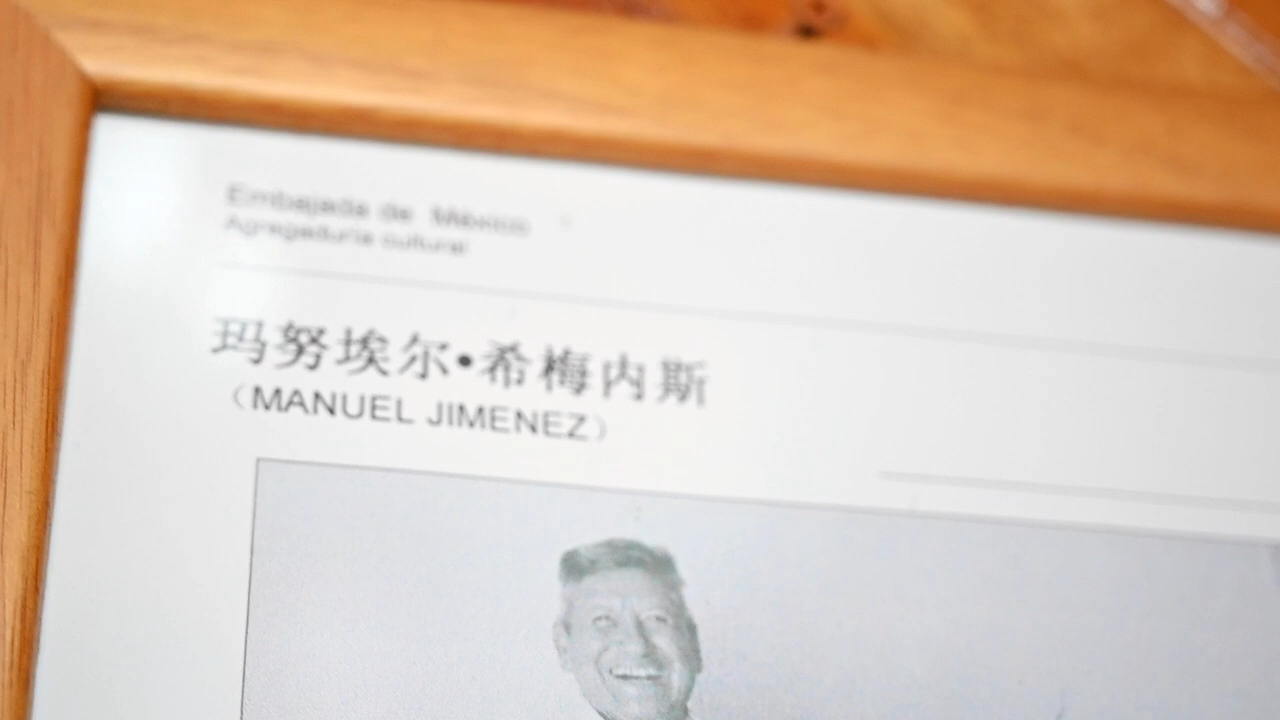 Embajada de México
Agregaduría cultural
玛努埃尔•希梅内斯
（MANUEL JIMENEZ）